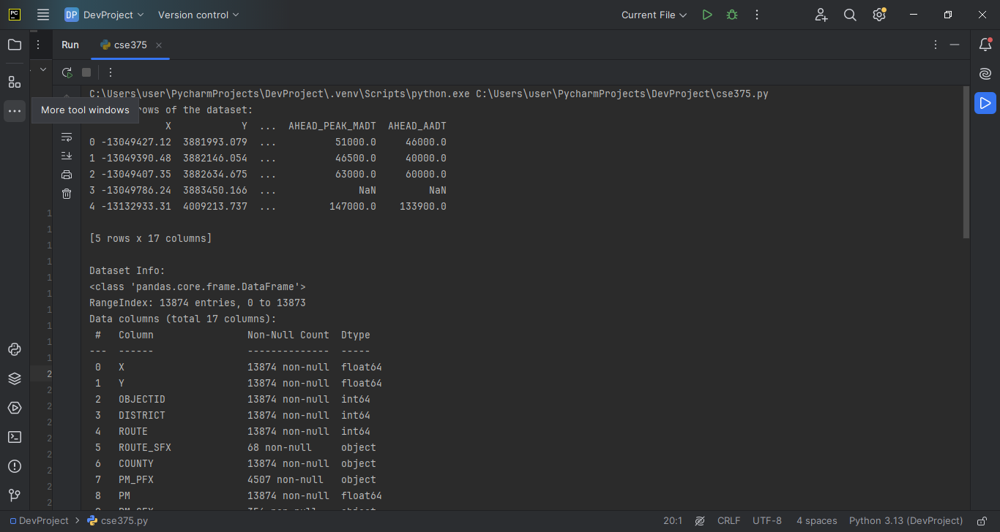 PC DP DevProject Version control Current File
Run cse375
C:\Users\user\PycharmProjects\DevProject\.venv\Scripts\python.exe C:\Users\user\PycharmProjects\DevProject\cse375.py
More tool windows
rows of the dataset:
X Y ... AHEAD_PEAK_MADT AHEAD_AADT
0 -13049427.12 3881993.079 ... 51000.0 46000.0
1 -13049390.48 3882146.054 ... 46500.0 40000.0
2 -13049407.35 3882634.675 ... 63000.0 60000.0
3 -13049786.24 3883450.166 ... NaN NaN
4 -13132933.31 4009213.737 ... 147000.0 133900.0
[5 rows x 17 columns]
Dataset Info:
<class 'pandas.core.frame.DataFrame'>
RangeIndex: 13874 entries, 0 to 13873
Data columns (total 17 columns):
# Column Non-Null Count Dtype
--- ------ -------------- -----
0 X 13874 non-null float64
1 Y 13874 non-null float64
2 OBJECTID 13874 non-null int64
3 DISTRICT 13874 non-null int64
4 ROUTE 13874 non-null int64
5 ROUTE_SFX 68 non-null object
6 COUNTY 13874 non-null object
7 PM_PFX 4507 non-null object
8 PM 13874 non-null float64
DevProject > cse375.py 20:1 CRLF UTF-8 4 spaces Python 3.13 (DevProject)